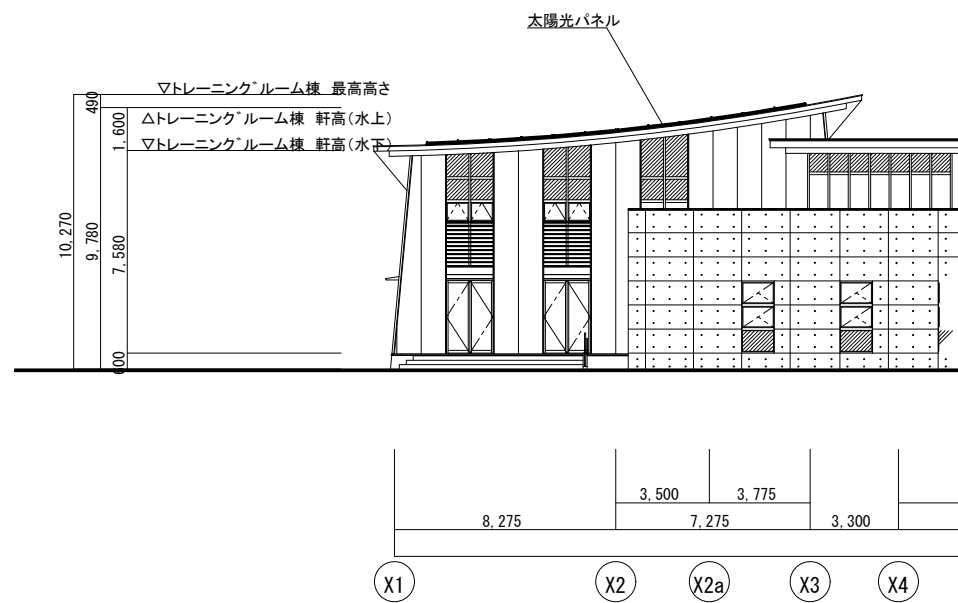 太陽光パネル
▽トレーニング゛ルーム棟 最高高さ
△トレーニング゛ルーム棟 軒高(水上)
▽トレーニング゛ルーム棟 軒高(水下)
490
1,600
10,270
9,780
7,580
600
3,500
3,775
8,275
7,275
3,300
X1
X2
X2a
X3
X4